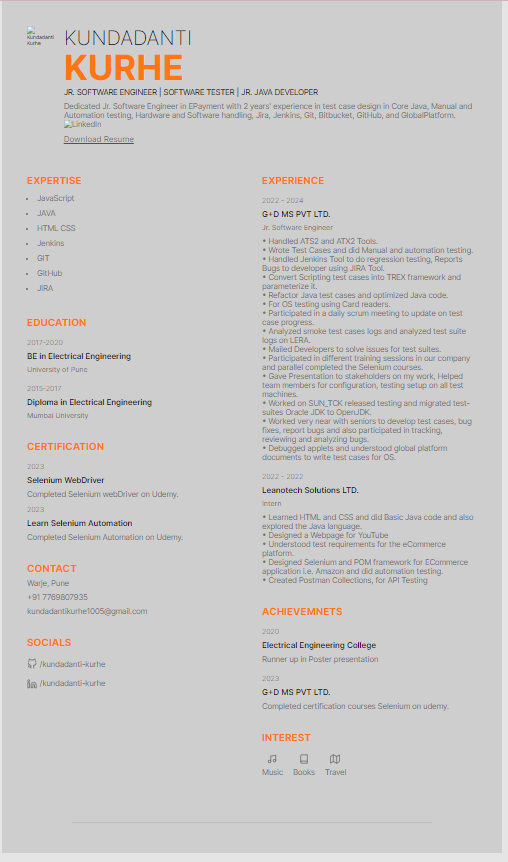 Kundadanti
Kurhe
KUNDADANTI
KURHE
JR. SOFTWARE ENGINEER | SOFTWARE TESTER | JR. JAVA DEVELOPER
Dedicated Jr. Software Engineer in EPayment with 2 years' experience in test case design in Core Java, Manual and
Automation testing, Hardware and Software handling, Jira, Jenkins, Git, Bitbucket, GitHub, and GlobalPlatform.
LinkedIn
Download Resume
EXPERTISE
• JavaScript
• JAVA
• HTML CSS
• Jenkins
• GIT
• GitHub
• JIRA
EDUCATION
2017-2020
BE in Electrical Engineering
University of Pune
2015-2017
Diploma in Electrical Engineering
Mumbai University
CERTIFICATION
2023
Selenium WebDriver
Completed Selenium webDriver on Udemy.
2023
Learn Selenium Automation
Completed Selenium Automation on Udemy.
CONTACT
Warje, Pune
+91 7769807935
kundadantikurhe1005@gmail.com
SOCIALS
/kundadanti-kurhe
/kundadanti-kurhe
EXPERIENCE
2022 - 2024
G+D MS PVT LTD.
Jr. Software Engineer
• Handled ATS2 and ATX2 Tools.
• Wrote Test Cases and did Manual and automation testing.
• Handled Jenkins Tool to do regression testing, Reports
Bugs to developer using JIRA Tool.
• Convert Scripting test cases into TREX framework and
parameterize it.
• Refactor Java test cases and optimized Java code.
• For OS testing using Card readers.
• Participated in a daily scrum meeting to update on test
case progress.
• Analyzed smoke test cases logs and analyzed test suite
logs on LERA.
• Mailed Developers to solve issues for test suites.
• Participated in different training sessions in our company
and parallel completed the Selenium courses.
• Gave Presentation to stakeholders on my work, Helped
team members for configuration, testing setup on all test
machines.
• Worked on SUN_TCK released testing and migrated test-
suites Oracle JDK to OpenJDK.
• Worked very near with seniors to develop test cases, bug
fixes, report bugs and also participated in tracking,
reviewing and analyzing bugs.
• Debugged applets and understood global platform
documents to write test cases for OS.
2022 - 2022
Leanotech Solutions LTD.
Intern
• Learned HTML and CSS and did Basic Java code and also
explored the Java language.
• Designed a Webpage for YouTube
• Understood test requirements for the eCommerce
platform.
• Designed Selenium and POM framework for ECommerce
application i.e. Amazon and did automation testing.
• Created Postman Collections, for API Testing
ACHIEVEMNETS
2020
Electrical Engineering College
Runner up in Poster presentation
2023
G+D MS PVT LTD.
Completed certification courses Selenium on udemy.
INTEREST
Music Books Travel